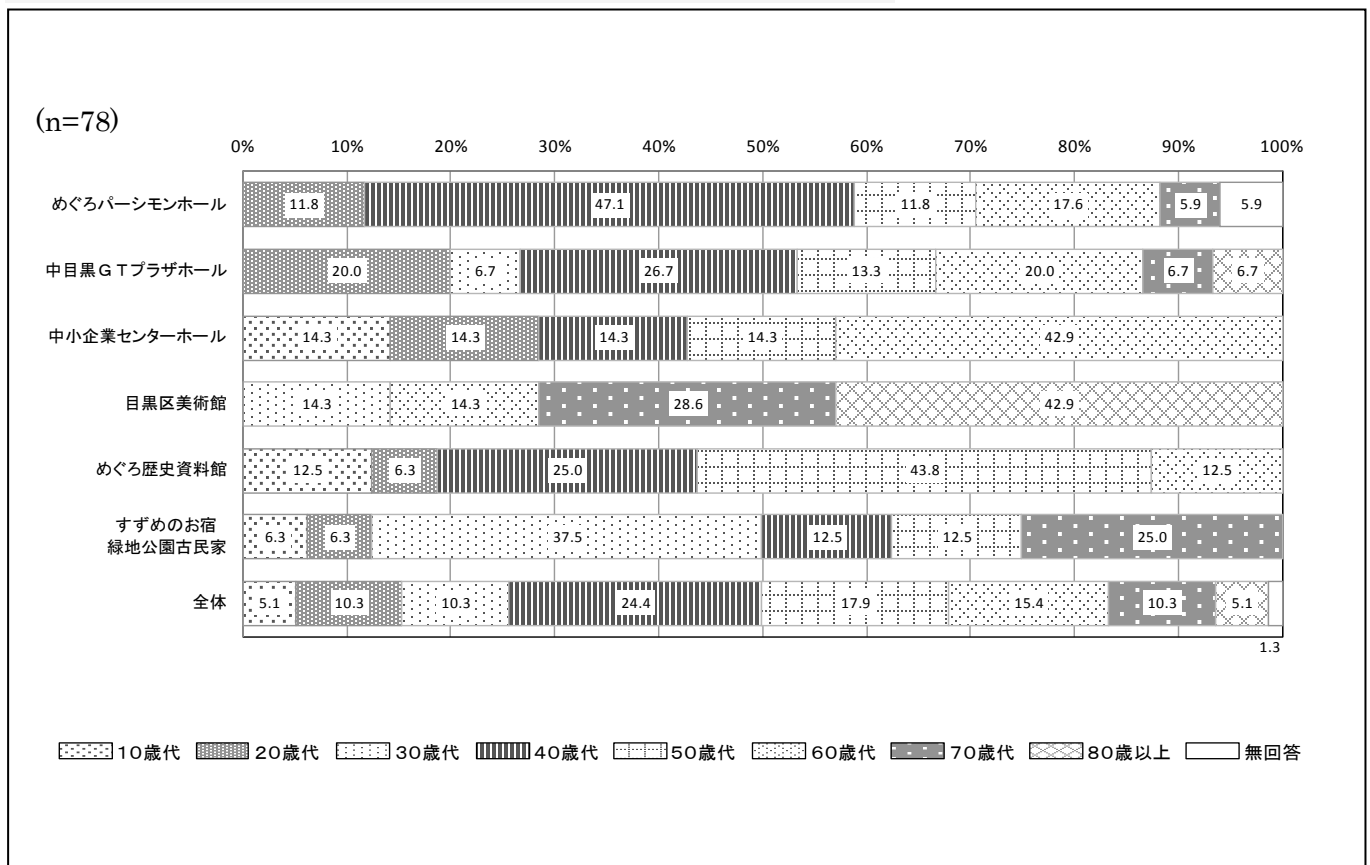 (n=78)
0% 10% 20% 30% 40% 50% 60% 70% 80% 90% 100%
めぐろパーシモンホール 11.8 47.1 11.8 17.6 5.9 5.9
中目黒GTプラザホール 20.0 6.7 26.7 13.3 20.0 6.7 6.7
中小企業センターホール 14.3 14.3 14.3 14.3 42.9
目黒区美術館 14.3 14.3 28.6 42.9
めぐろ歴史資料館 12.5 6.3 25.0 43.8 12.5
すずめのお宿
緑地公園古民家 6.3 6.3 37.5 12.5 12.5 25.0
全体 5.1 10.3 10.3 24.4 17.9 15.4 10.3 5.1
1.3
10歳代 20歳代 30歳代 40歳代 50歳代 60歳代 70歳代 80歳以上 無回答